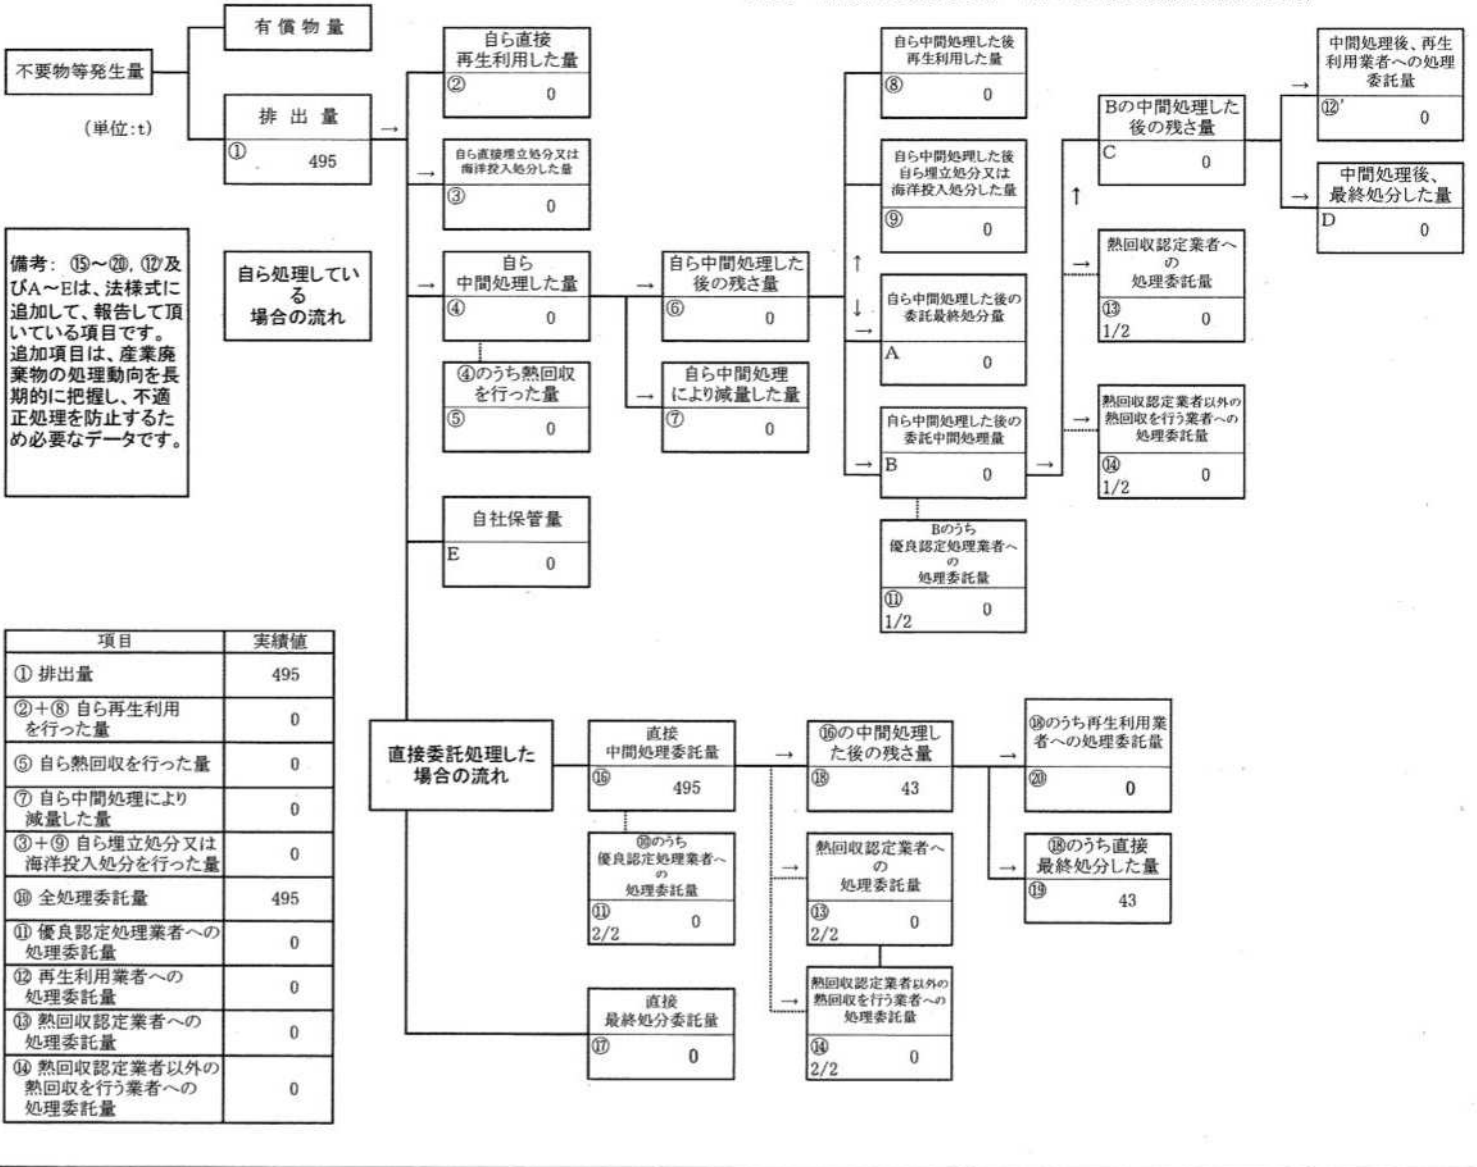 不要物等発生量
(単位:t)
有償物量
排出量
①
495
備考: ⑮~⑳, ⑫'及
びA~Eは、法様式に
追加して、報告して頂
いている項目です。
追加項目は、産業廃
棄物の処理動向を長
期的に把握し、不適
正処理を防止するた
め必要なデータです。
自ら処理してい
る
場合の流れ
→
自ら直接
再生利用した量
②
0
→
自ら直接埋立処分又は
海洋投入処分した量
③
0
→
自ら
中間処理した量
④
0
④のうち熱回収
を行った量
⑤
0
自社保管量
E
0
→
自ら中間処理した
後の残さ量
⑥
0
→
自ら中間処理
により減量した量
⑦
0
自ら中間処理した後
再生利用した量
⑧
0
自ら中間処理した後
自ら埋立処分又は
海洋投入処分した量
⑨
0
↑
↓
→
自ら中間処理した後の
委託最終処分量
A
0
→
自ら中間処理した後の
委託中間処理量
B
0
Bのうち
優良認定処理業者へ
の
処理委託量
⑪
1/2
0
→
↑
Bの中間処理した
後の残さ量
C
0
→
熱回収認定業者へ
の
処理委託量
⑬
1/2
0
→
熱回収認定業者以外の
熱回収を行う業者への
処理委託量
⑭
1/2
0
→
中間処理後、再生
利用業者への処理
委託量
⑫'
0
→
中間処理後、
最終処分した量
D
0
項目 実績値
① 排出量 495
②+⑧ 自ら再生利用
を行った量 0
⑤ 自ら熱回収を行った量 0
⑦ 自ら中間処理により
減量した量 0
③+⑨ 自ら埋立処分又は
海洋投入処分を行った量 0
⑩ 全処理委託量 495
⑪ 優良認定処理業者への
処理委託量 0
⑫ 再生利用業者への
処理委託量 0
⑬ 熱回収認定業者への
処理委託量 0
⑭ 熱回収認定業者以外の
熱回収を行う業者への
処理委託量 0
直接委託処理した
場合の流れ
直接
中間処理委託量
⑯
495
⑯のうち
優良認定処理業者へ
の
処理委託量
⑪
2/2
0
直接
最終処分委託量
⑰
0
→
⑯の中間処理し
た後の残さ量
⑱
43
→
熱回収認定業者へ
の
処理委託量
⑬
2/2
0
→
熱回収認定業者以外の
熱回収を行う業者への
処理委託量
⑭
2/2
0
→
⑱のうち再生利用業
者への処理委託量
⑳
0
→
⑱のうち直接
最終処分した量
⑲
43